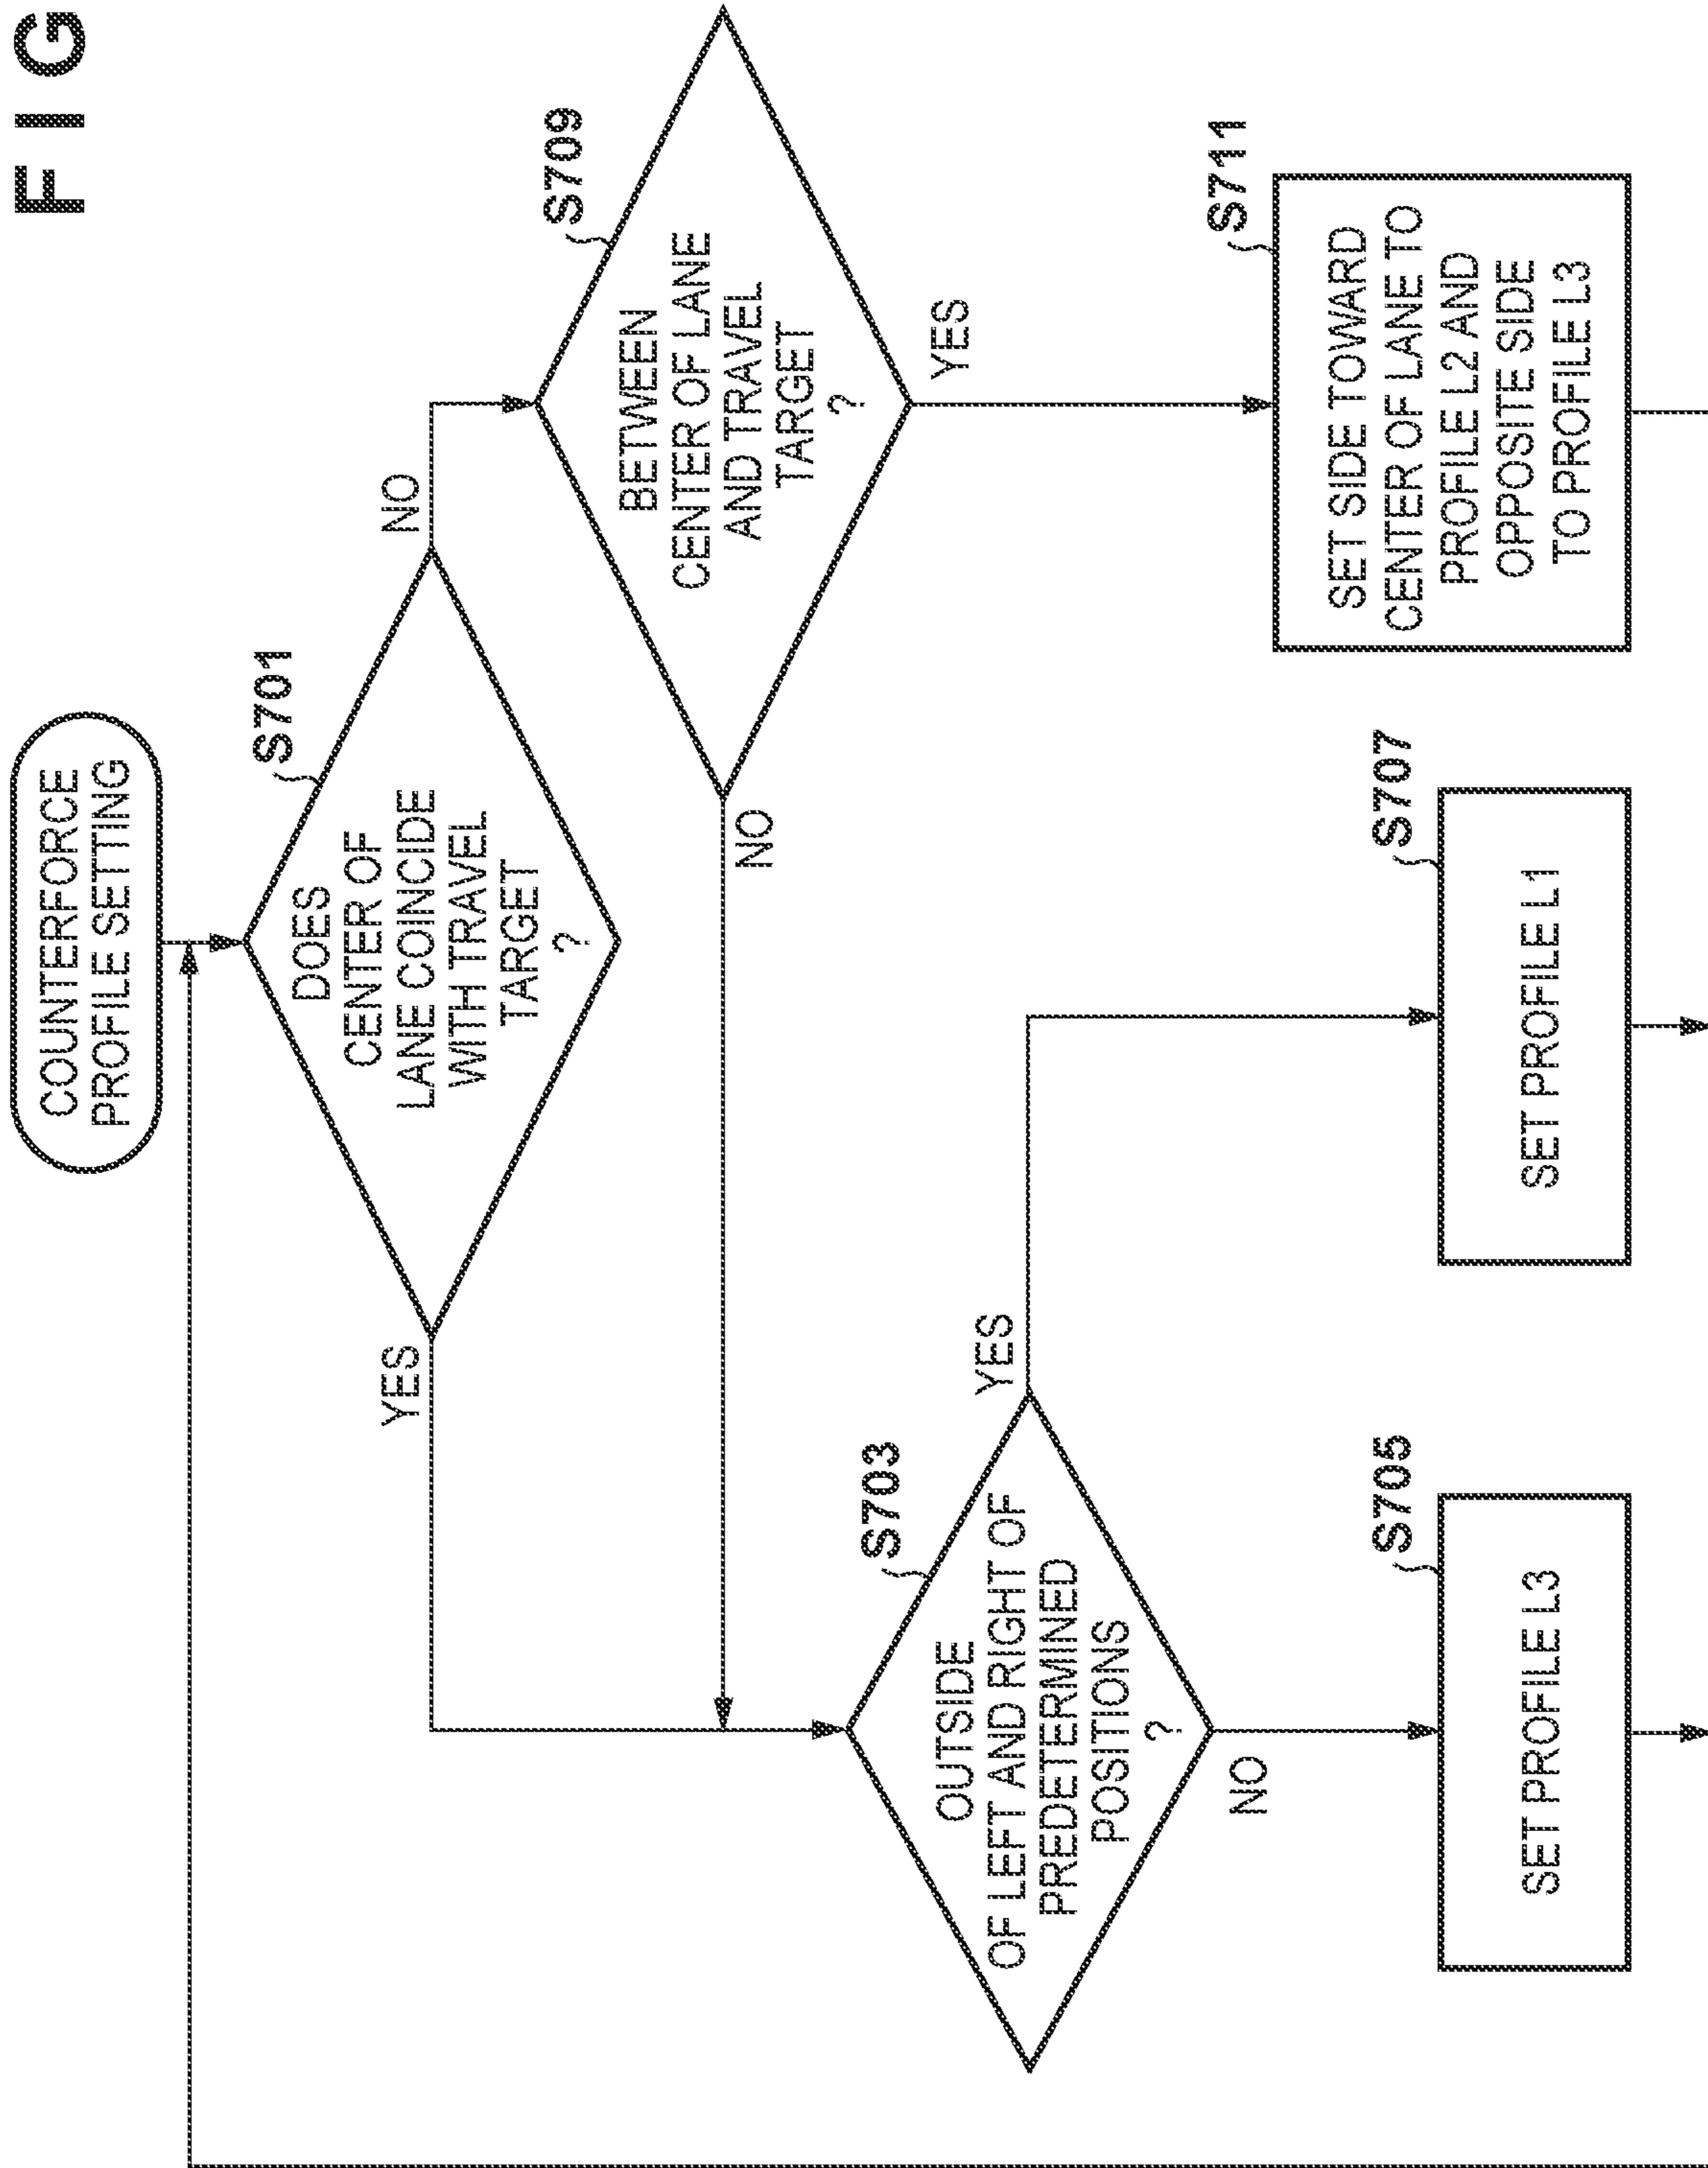 F I G
COUNTERFORCE
PROFILE SETTING
S701
DOES
CENTER OF
LANE COINCIDE
WITH TRAVEL
TARGET
?
YES
NO
S709
BETWEEN
CENTER OF LANE
AND TRAVEL
TARGET
?
NO
YES
S703
OUTSIDE
OF LEFT AND RIGHT OF
PREDETERMINED
POSITIONS
?
YES
NO
S705
SET PROFILE L3
S707
SET PROFILE L1
S711
SET SIDE TOWARD
CENTER OF LANE TO
PROFILE L2 AND
OPPOSITE SIDE
TO PROFILE L3